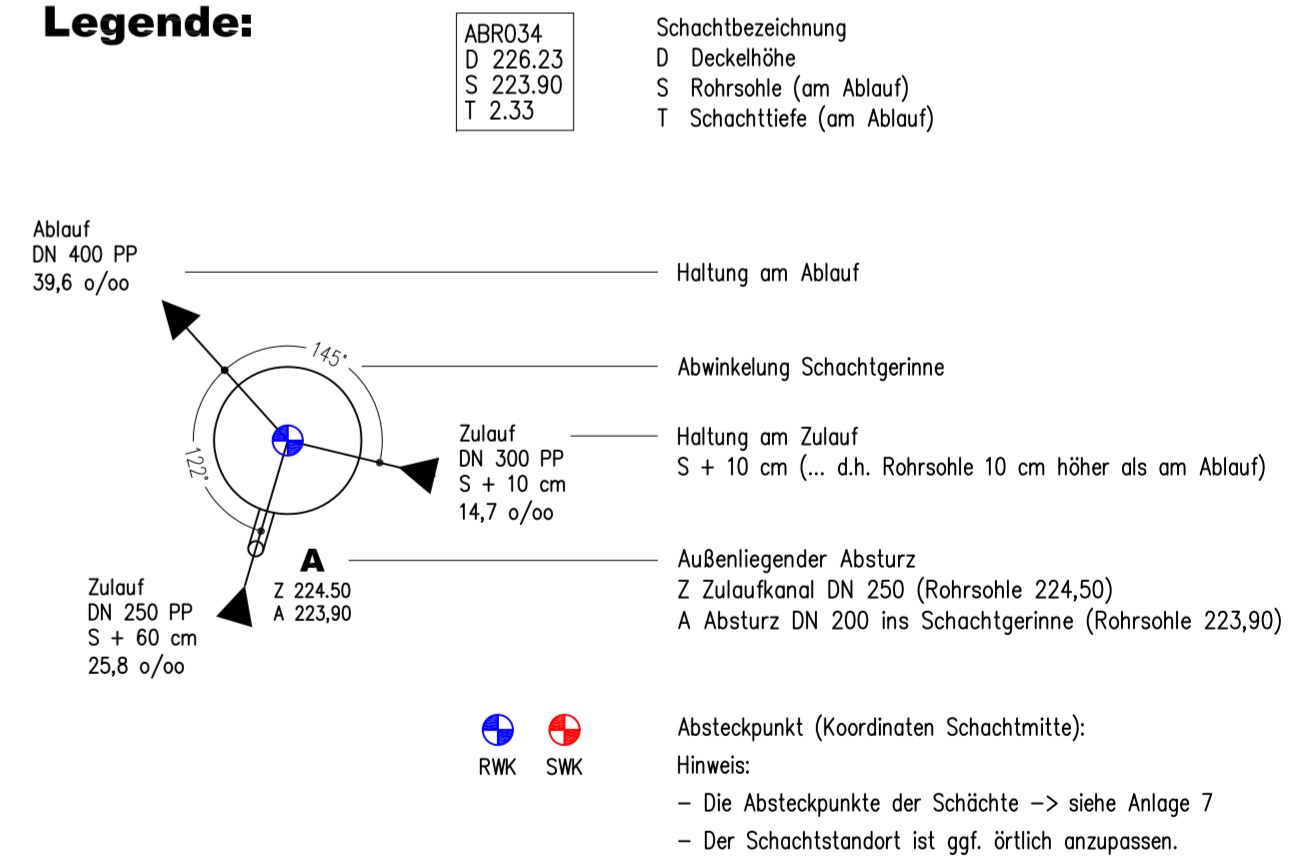 Legende:
ABR034
D 226.23
S 223.90
T 2.33
Schachtbezeichnung
D Deckelhöhe
S Rohrsohle (am Ablauf)
T Schachttiefe (am Ablauf)
Ablauf
DN 400 PP
39,6 o/oo
Haltung am Ablauf
145°
Abwinkelung Schachtgerinne
122°
Zulauf
DN 300 PP
S + 10 cm
14,7 o/oo
Haltung am Zulauf
S + 10 cm (... d.h. Rohrsohle 10 cm höher als am Ablauf)
A
Z 224.50
A 223,90
Außenliegender Absturz
Z Zulaufkanal DN 250 (Rohrsohle 224,50)
A Absturz DN 200 ins Schachtgerinne (Rohrsohle 223,90)
Zulauf
DN 250 PP
S + 60 cm
25,8 o/oo
RWK SWK
Absteckpunkt (Koordinaten Schachtmitte):
Hinweis:
– Die Absteckpunkte der Schächte –> siehe Anlage 7
– Der Schachtstandort ist ggf. örtlich anzupassen.